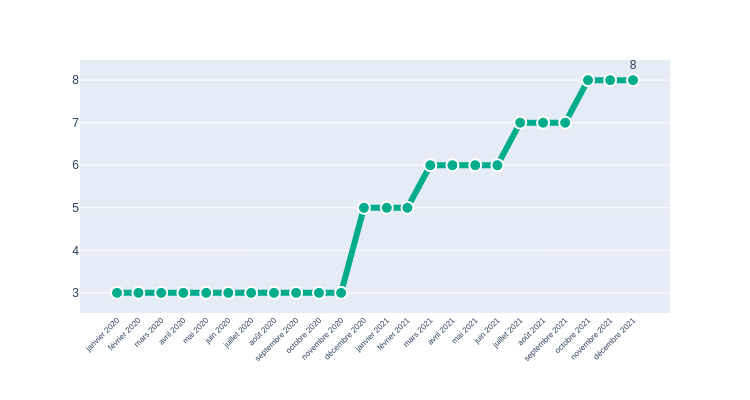 8
8
7
6
5
4
3
janvier 2020
février 2020
mars 2020
avril 2020
mai 2020
juin 2020
juillet 2020
août 2020
septembre 2020
octobre 2020
novembre 2020
décembre 2020
janvier 2021
février 2021
mars 2021
avril 2021
mai 2021
juin 2021
juillet 2021
août 2021
septembre 2021
octobre 2021
novembre 2021
décembre 2021